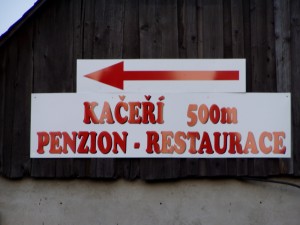 KAČEŘÍ 500m
PENZION - RESTAURACE